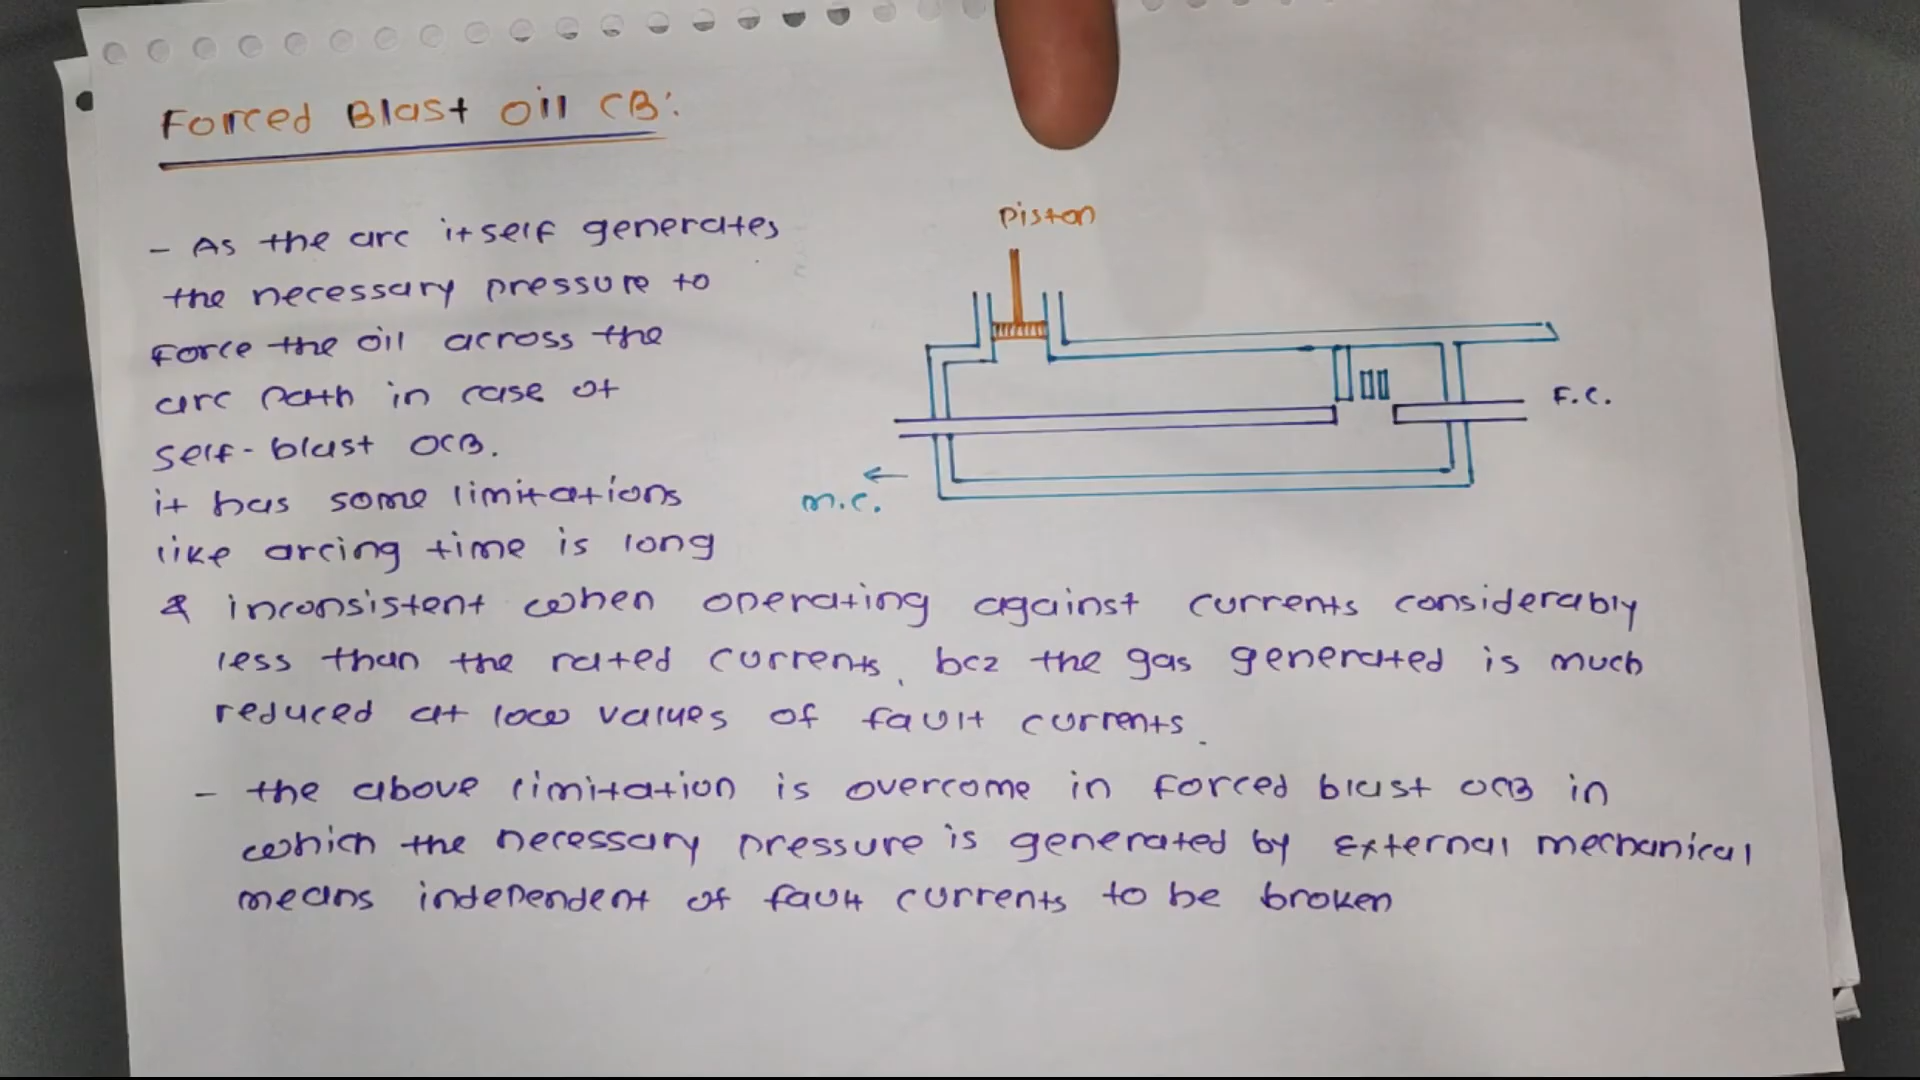 Forced Blast oil CB:
- As the arc itself generates
the necessary pressure to
Force the oil across the
arc path in case of
self-blast OCB.
it has some limitations
like arcing time is long
& inconsistent when operating against currents considerably
less than the rated currents, bcz the gas generated is much
reduced at low values of fault currents.
- the above limitation is overcome in forced blast OCB in
which the necessary pressure is generated by External mechanical
means independent of fault currents to be broken
Piston
F.C.
m.c.